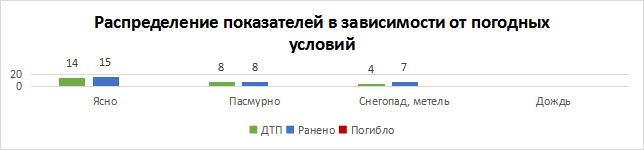 Распределение показателей в зависимости от погодных
условий
14 15 8 8 4 7
20
0
Ясно Пасмурно Снегопад, метель Дождь
ДТП Ранено Погибло